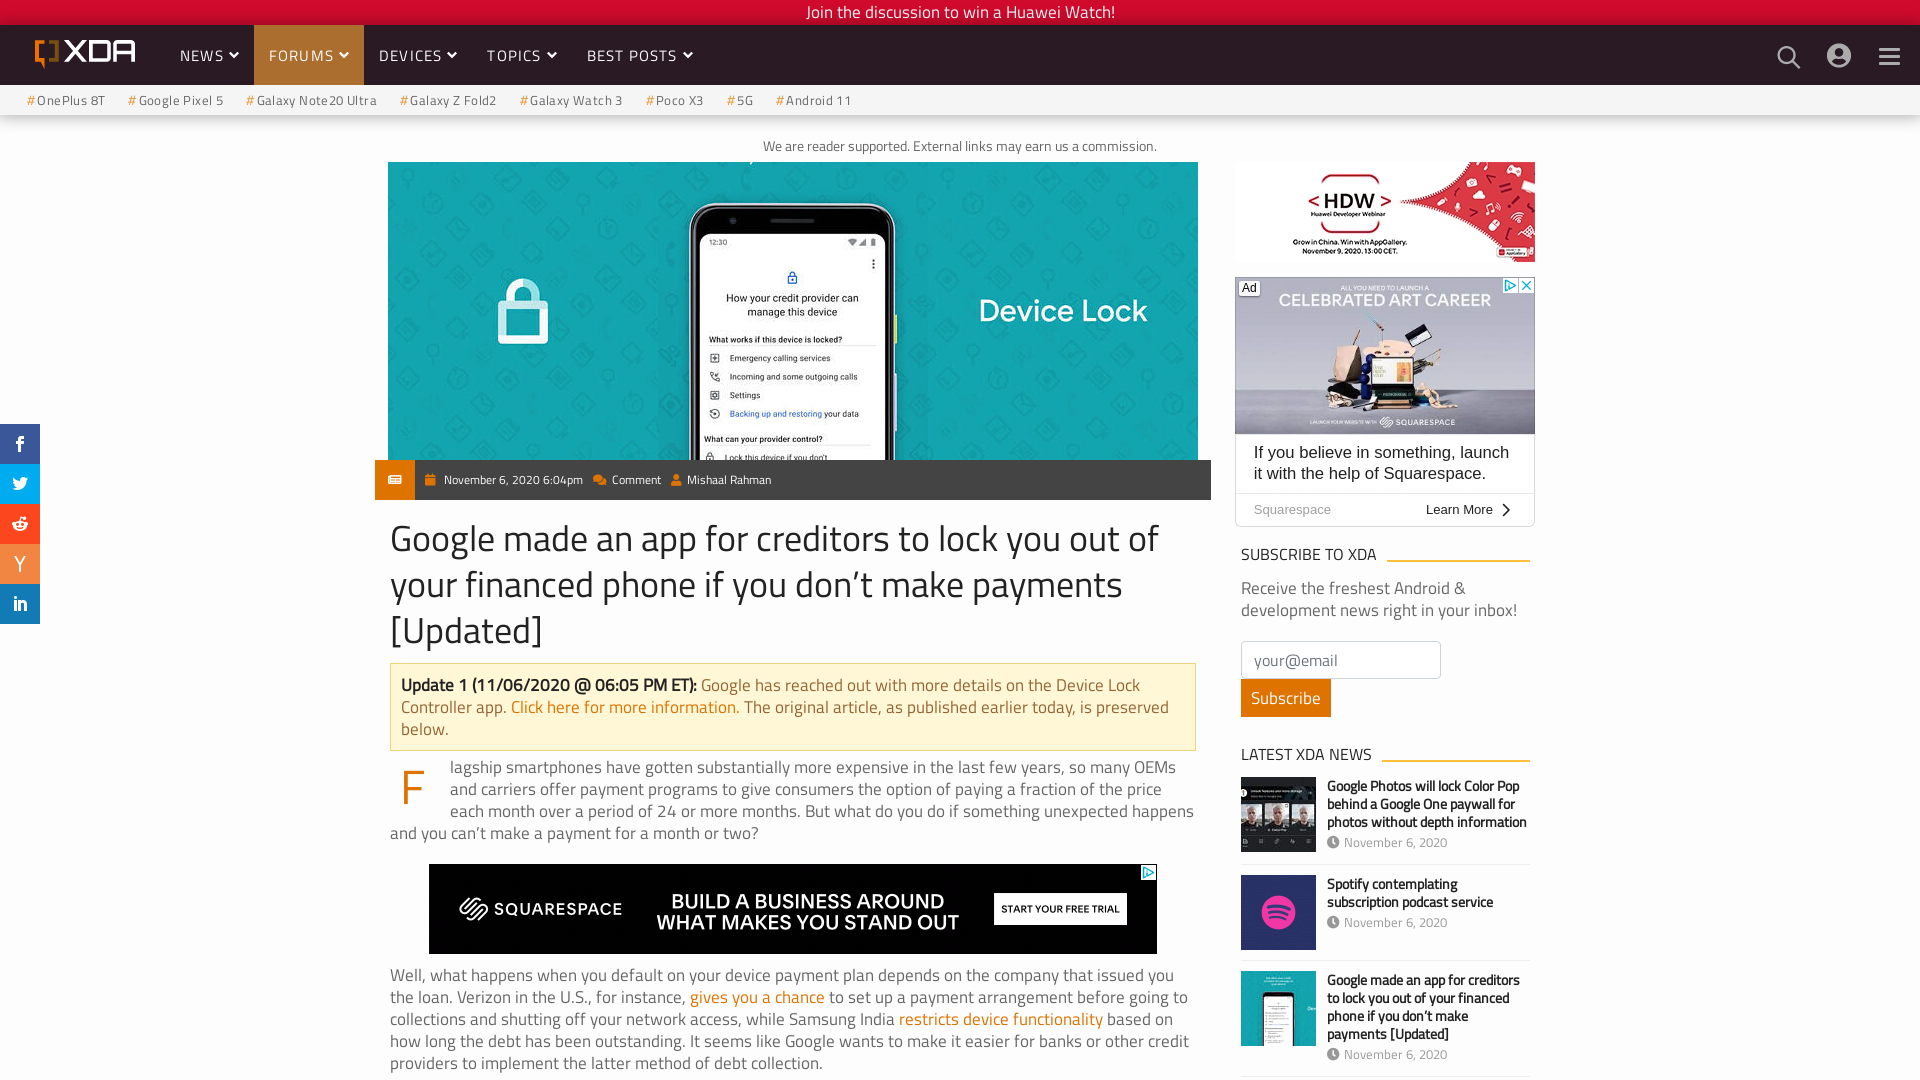 Join the discussion to win a Huawei Watch!
XDA
NEWS
FORUMS
DEVICES
TOPICS
BEST POSTS
#OnePlus 8T
#Google Pixel 5
#Galaxy Note20 Ultra
#Galaxy Z Fold2
#Galaxy Watch 3
#Poco X3
#5G
#Android 11
We are reader supported. External links may earn us a commission.
12:30
How your credit provider can
manage this device
What works if this device is locked?
Emergency calling services
Incoming and some outgoing calls
Settings
Backing up and restoring your data
What can your provider control?
Lock this device if you don't
Device Lock
November 6, 2020 6:04pm
Comment
Mishaal Rahman
Google made an app for creditors to lock you out of
your financed phone if you don’t make payments
[Updated]
Update 1 (11/06/2020 @ 06:05 PM ET): Google has reached out with more details on the Device Lock
Controller app. Click here for more information. The original article, as published earlier today, is preserved
below.
Flagship smartphones have gotten substantially more expensive in the last few years, so many OEMs
and carriers offer payment programs to give consumers the option of paying a fraction of the price
each month over a period of 24 or more months. But what do you do if something unexpected happens
and you can’t make a payment for a month or two?
SQUARESPACE
BUILD A BUSINESS AROUND
WHAT MAKES YOU STAND OUT
START YOUR FREE TRIAL
Well, what happens when you default on your device payment plan depends on the company that issued you
the loan. Verizon in the U.S., for instance, gives you a chance to set up a payment arrangement before going to
collections and shutting off your network access, while Samsung India restricts device functionality based on
how long the debt has been outstanding. It seems like Google wants to make it easier for banks or other credit
providers to implement the latter method of debt collection.
<HDW>
Huawei Developer Webinar
Grow in China. Win with AppGallery.
November 9, 2020. 13:00 CET.
Ad
ALL YOU NEED TO LAUNCH A
CELEBRATED ART CAREER
LAUNCH YOUR WEBSITE WITH SQUARESPACE
If you believe in something, launch
it with the help of Squarespace.
Squarespace
Learn More
SUBSCRIBE TO XDA
Receive the freshest Android &
development news right in your inbox!
your@email
Subscribe
LATEST XDA NEWS
Google Photos will lock Color Pop
behind a Google One paywall for
photos without depth information
November 6, 2020
Spotify contemplating
subscription podcast service
November 6, 2020
Google made an app for creditors
to lock you out of your financed
phone if you don’t make
payments [Updated]
November 6, 2020